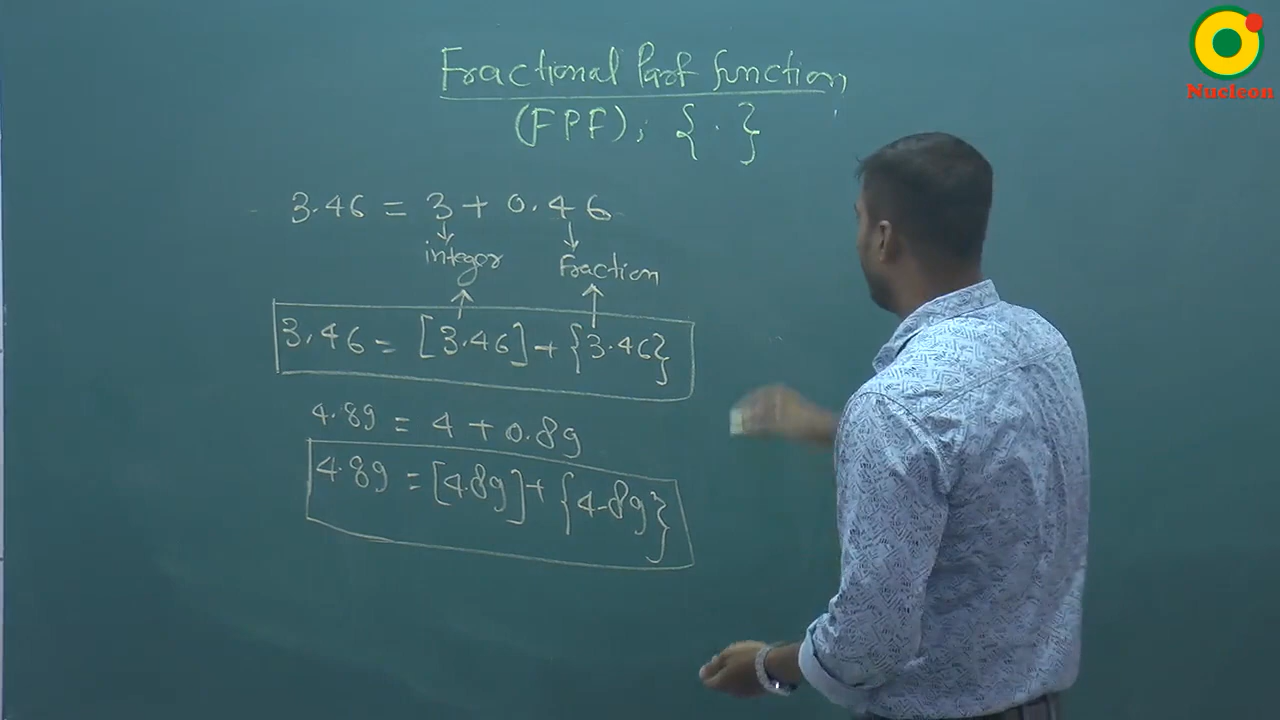 Fractional Part function
(FPF); { . }
3.46 = 3 + 0.46
integer
Fraction
3.46 = [3.46] + {3.46}
4.89 = 4 + 0.89
4.89 = [4.89] + {4.89}
Nucleon